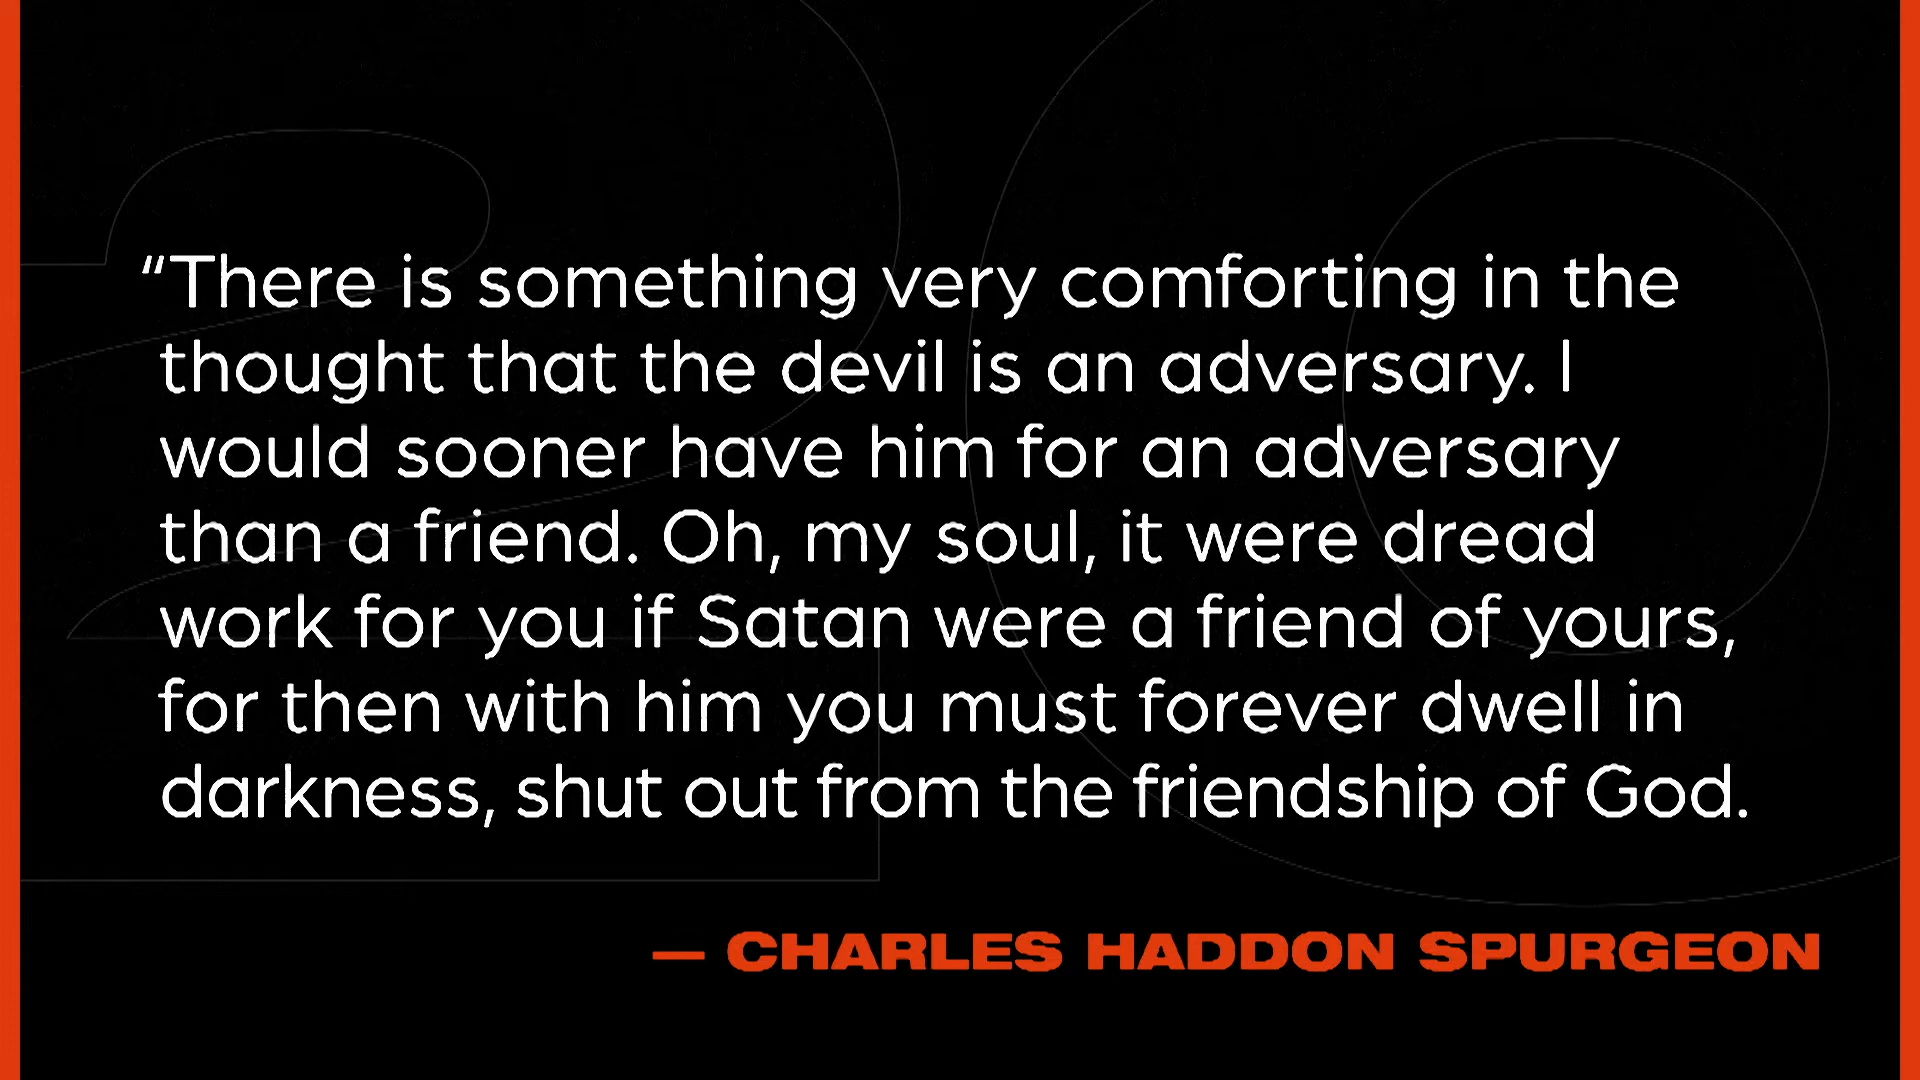 “There is something very comforting in the
thought that the devil is an adversary. I
would sooner have him for an adversary
than a friend. Oh, my soul, it were dread
work for you if Satan were a friend of yours,
for then with him you must forever dwell in
darkness, shut out from the friendship of God.
— CHARLES HADDON SPURGEON